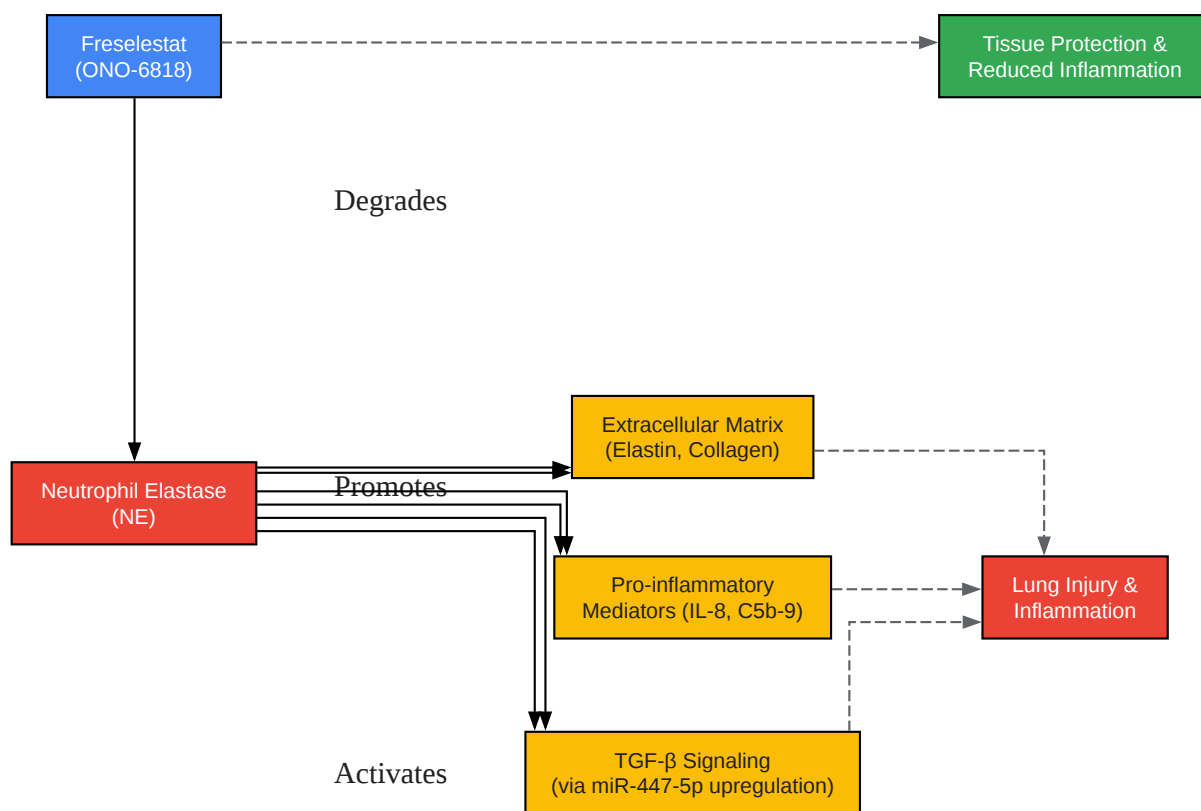 Freselestat
(ONO-6818)
Tissue Protection &
Reduced Inflammation
Degrades
Extracellular Matrix
(Elastin, Collagen)
Neutrophil Elastase
(NE)
Promotes
Pro-inflammatory
Mediators (IL-8, C5b-9)
Lung Injury &
Inflammation
Activates
TGF-β Signaling
(via miR-447-5p upregulation)